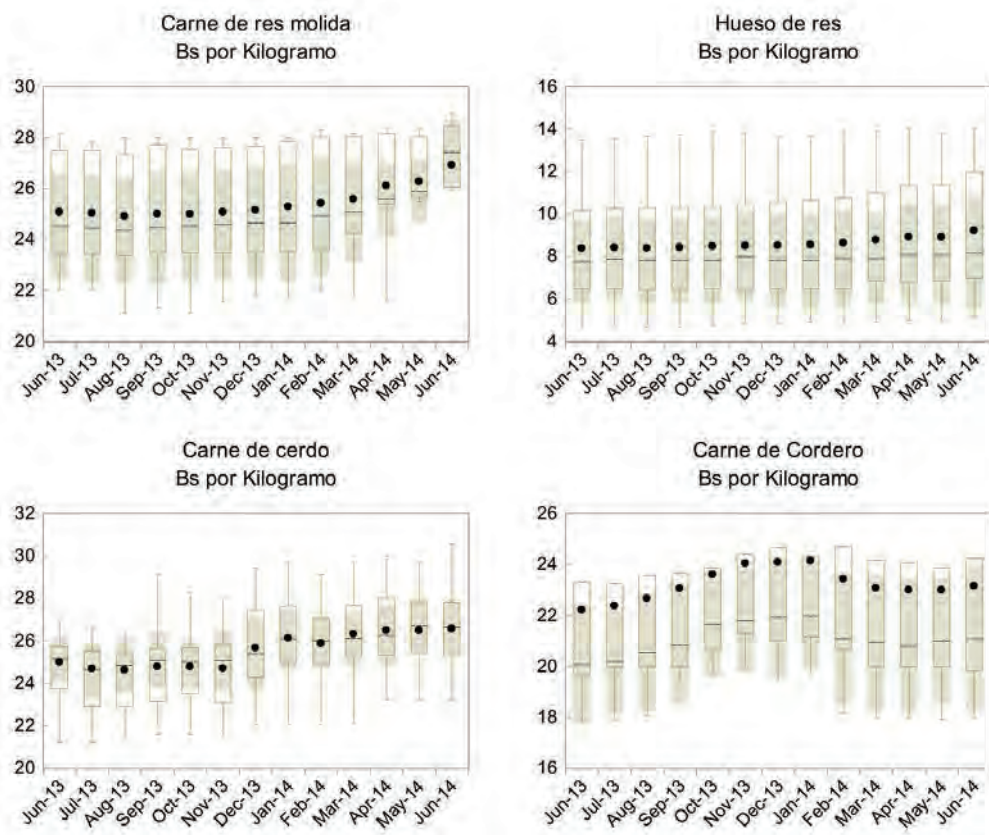 Carne de res molida
Bs por Kilogramo
30
28
26
24
22
20
Jun-13
Jul-13
Aug-13
Sep-13
Oct-13
Nov-13
Dec-13
Jan-14
Feb-14
Mar-14
Apr-14
May-14
Jun-14
Hueso de res
Bs por Kilogramo
16
14
12
10
8
6
4
Jun-13
Jul-13
Aug-13
Sep-13
Oct-13
Nov-13
Dec-13
Jan-14
Feb-14
Mar-14
Apr-14
May-14
Jun-14
Carne de cerdo
Bs por Kilogramo
32
30
28
26
24
22
20
Jun-13
Jul-13
Aug-13
Sep-13
Oct-13
Nov-13
Dec-13
Jan-14
Feb-14
Mar-14
Apr-14
May-14
Jun-14
Carne de Cordero
Bs por Kilogramo
26
24
22
20
18
16
Jun-13
Jul-13
Aug-13
Sep-13
Oct-13
Nov-13
Dec-13
Jan-14
Feb-14
Mar-14
Apr-14
May-14
Jun-14